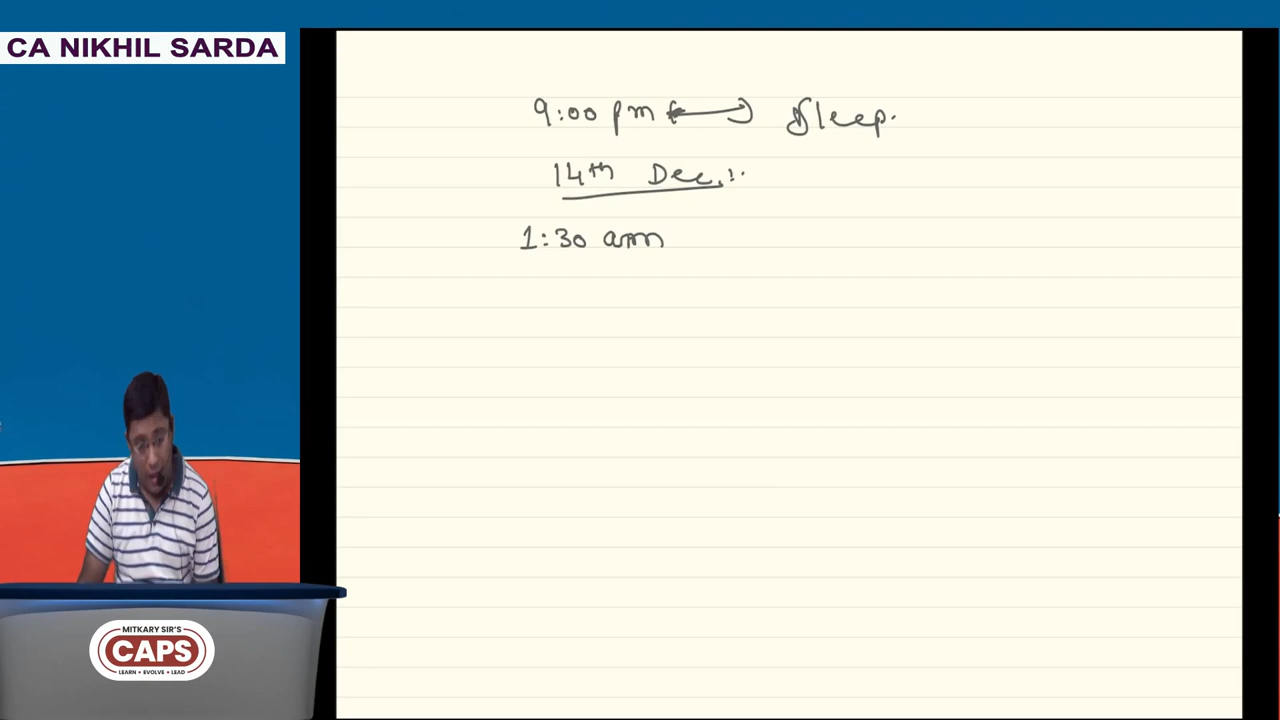 CA NIKHIL SARDA
9:00 pm ↔ Sleep.
14th Dec.
1:30 am
MITKARY SIR'S
CAPS
LEARN • EVOLVE • LEAD